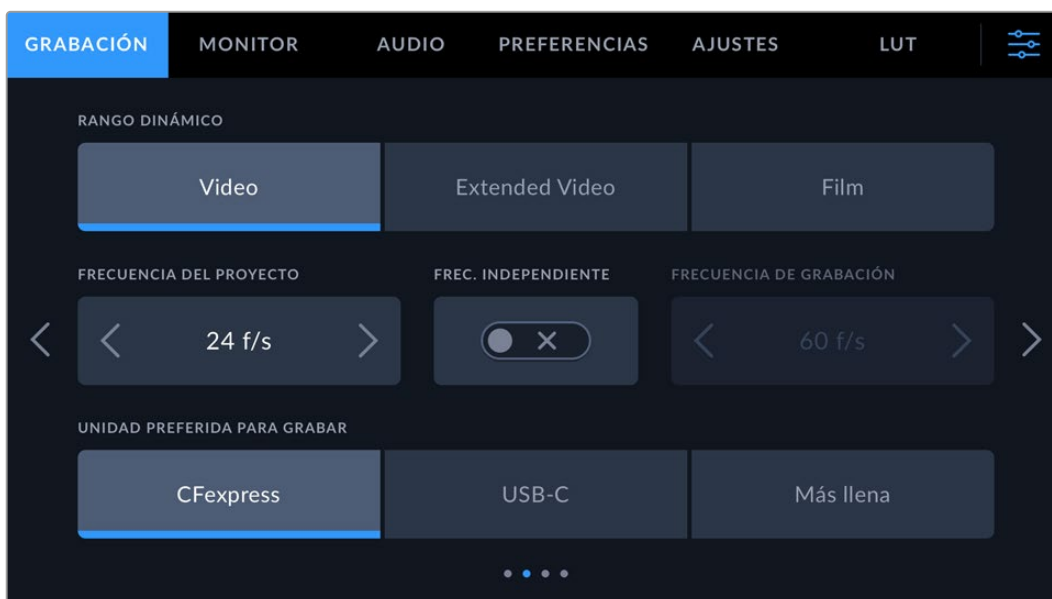 GRABACIÓN MONITOR AUDIO PREFERENCIAS AJUSTES LUT
RANGO DINÁMICO
Video Extended Video Film
FRECUENCIA DEL PROYECTO FREC. INDEPENDIENTE FRECUENCIA DE GRABACIÓN
24 f/s 60 f/s
UNIDAD PREFERIDA PARA GRABAR
CFexpress USB-C Más llena